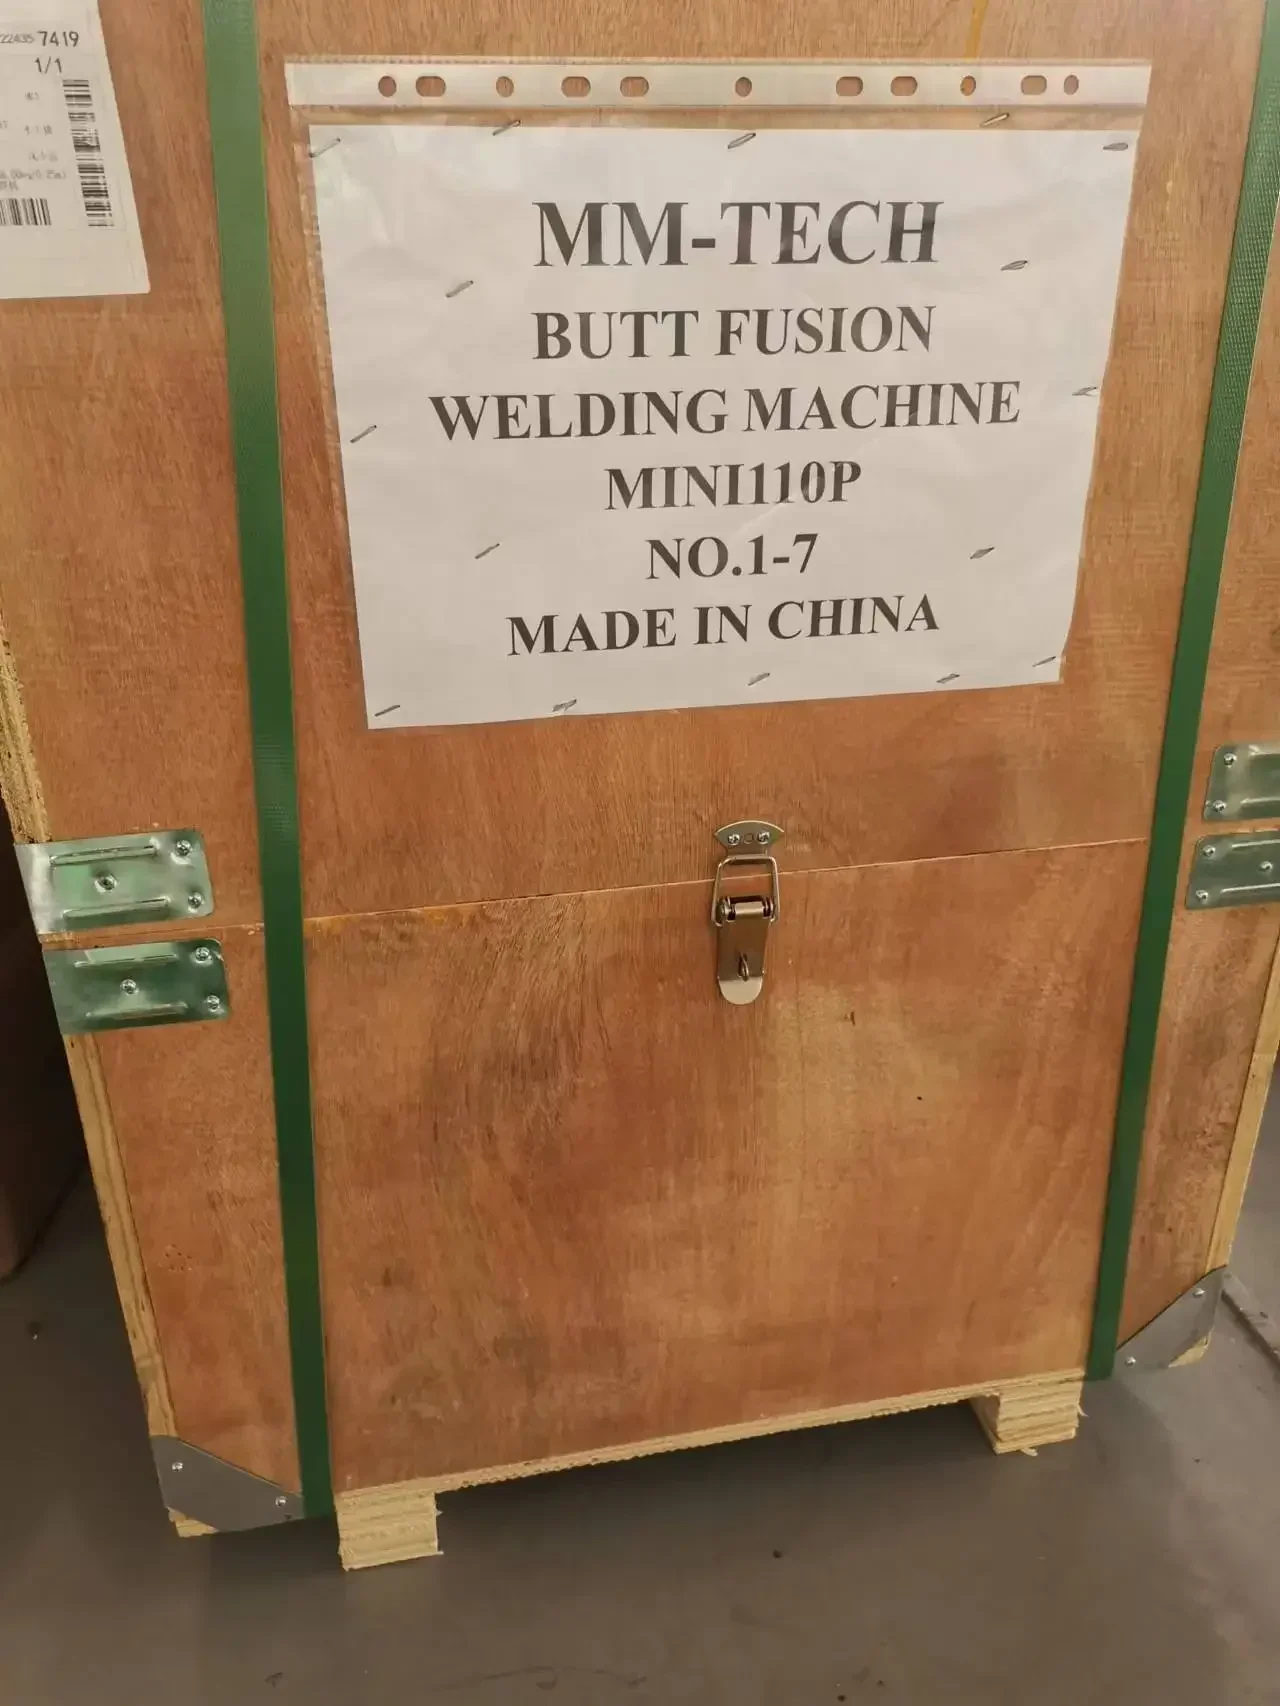 7419
1/1
MM-TECH
BUTT FUSION
WELDING MACHINE
MINI110P
NO.1-7
MADE IN CHINA